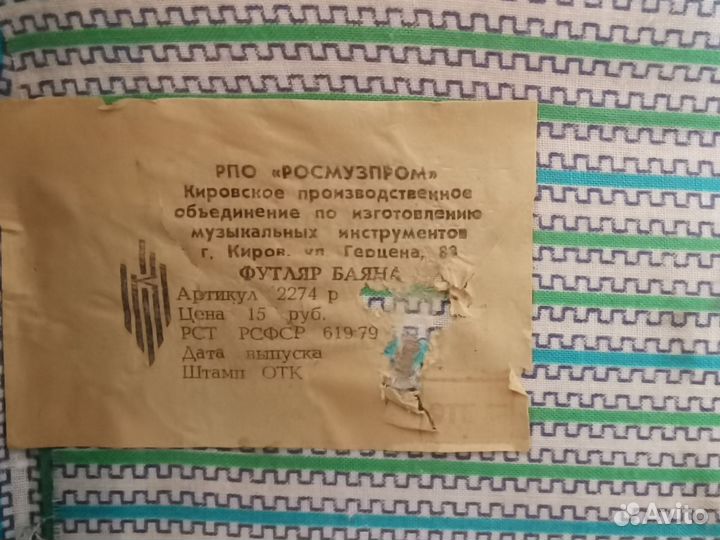 РПО «РОСМУЗПРОМ»
Кировское производственное
объединение по изготовлению
музыкальных инструментов
г. Киров, ул. Герцена, 83
ФУТЛЯР БАЯНА
Артикул 2274 р
Цена 15 руб.
РСТ РСФСР 619-79
Дата выпуска
Штамп ОТК
Avito